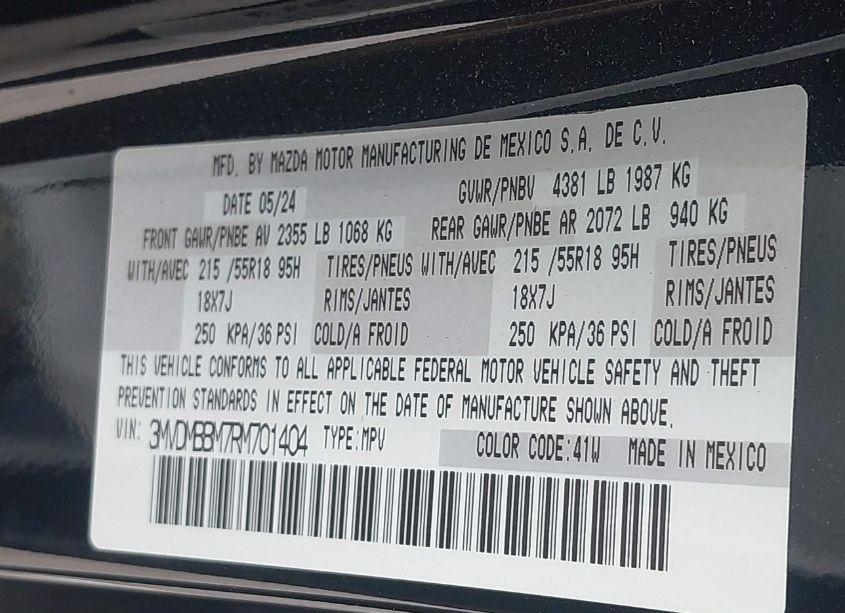 MFD. BY MAZDA MOTOR MANUFACTURING DE MEXICO S.A. DE C.V.
DATE 05/24 GVWR/PNBV 4381 LB 1987 KG
FRONT GAWR/PNBE AV 2355 LB 1068 KG REAR GAWR/PNBE AR 2072 LB 940 KG
WITH/AVEC 215 /55R18 95H TIRES/PNEUS WITH/AVEC 215 /55R18 95H TIRES/PNEUS
18X7J RIMS/JANTES 18X7J RIMS/JANTES
250 KPA/36 PSI COLD/A FROID 250 KPA/36 PSI COLD/A FROID
THIS VEHICLE CONFORMS TO ALL APPLICABLE FEDERAL MOTOR VEHICLE SAFETY AND THEFT
PREVENTION STANDARDS IN EFFECT ON THE DATE OF MANUFACTURE SHOWN ABOVE.
VIN: 3MVDMBBM7RM701404 TYPE:MPV COLOR CODE:41W MADE IN MEXICO